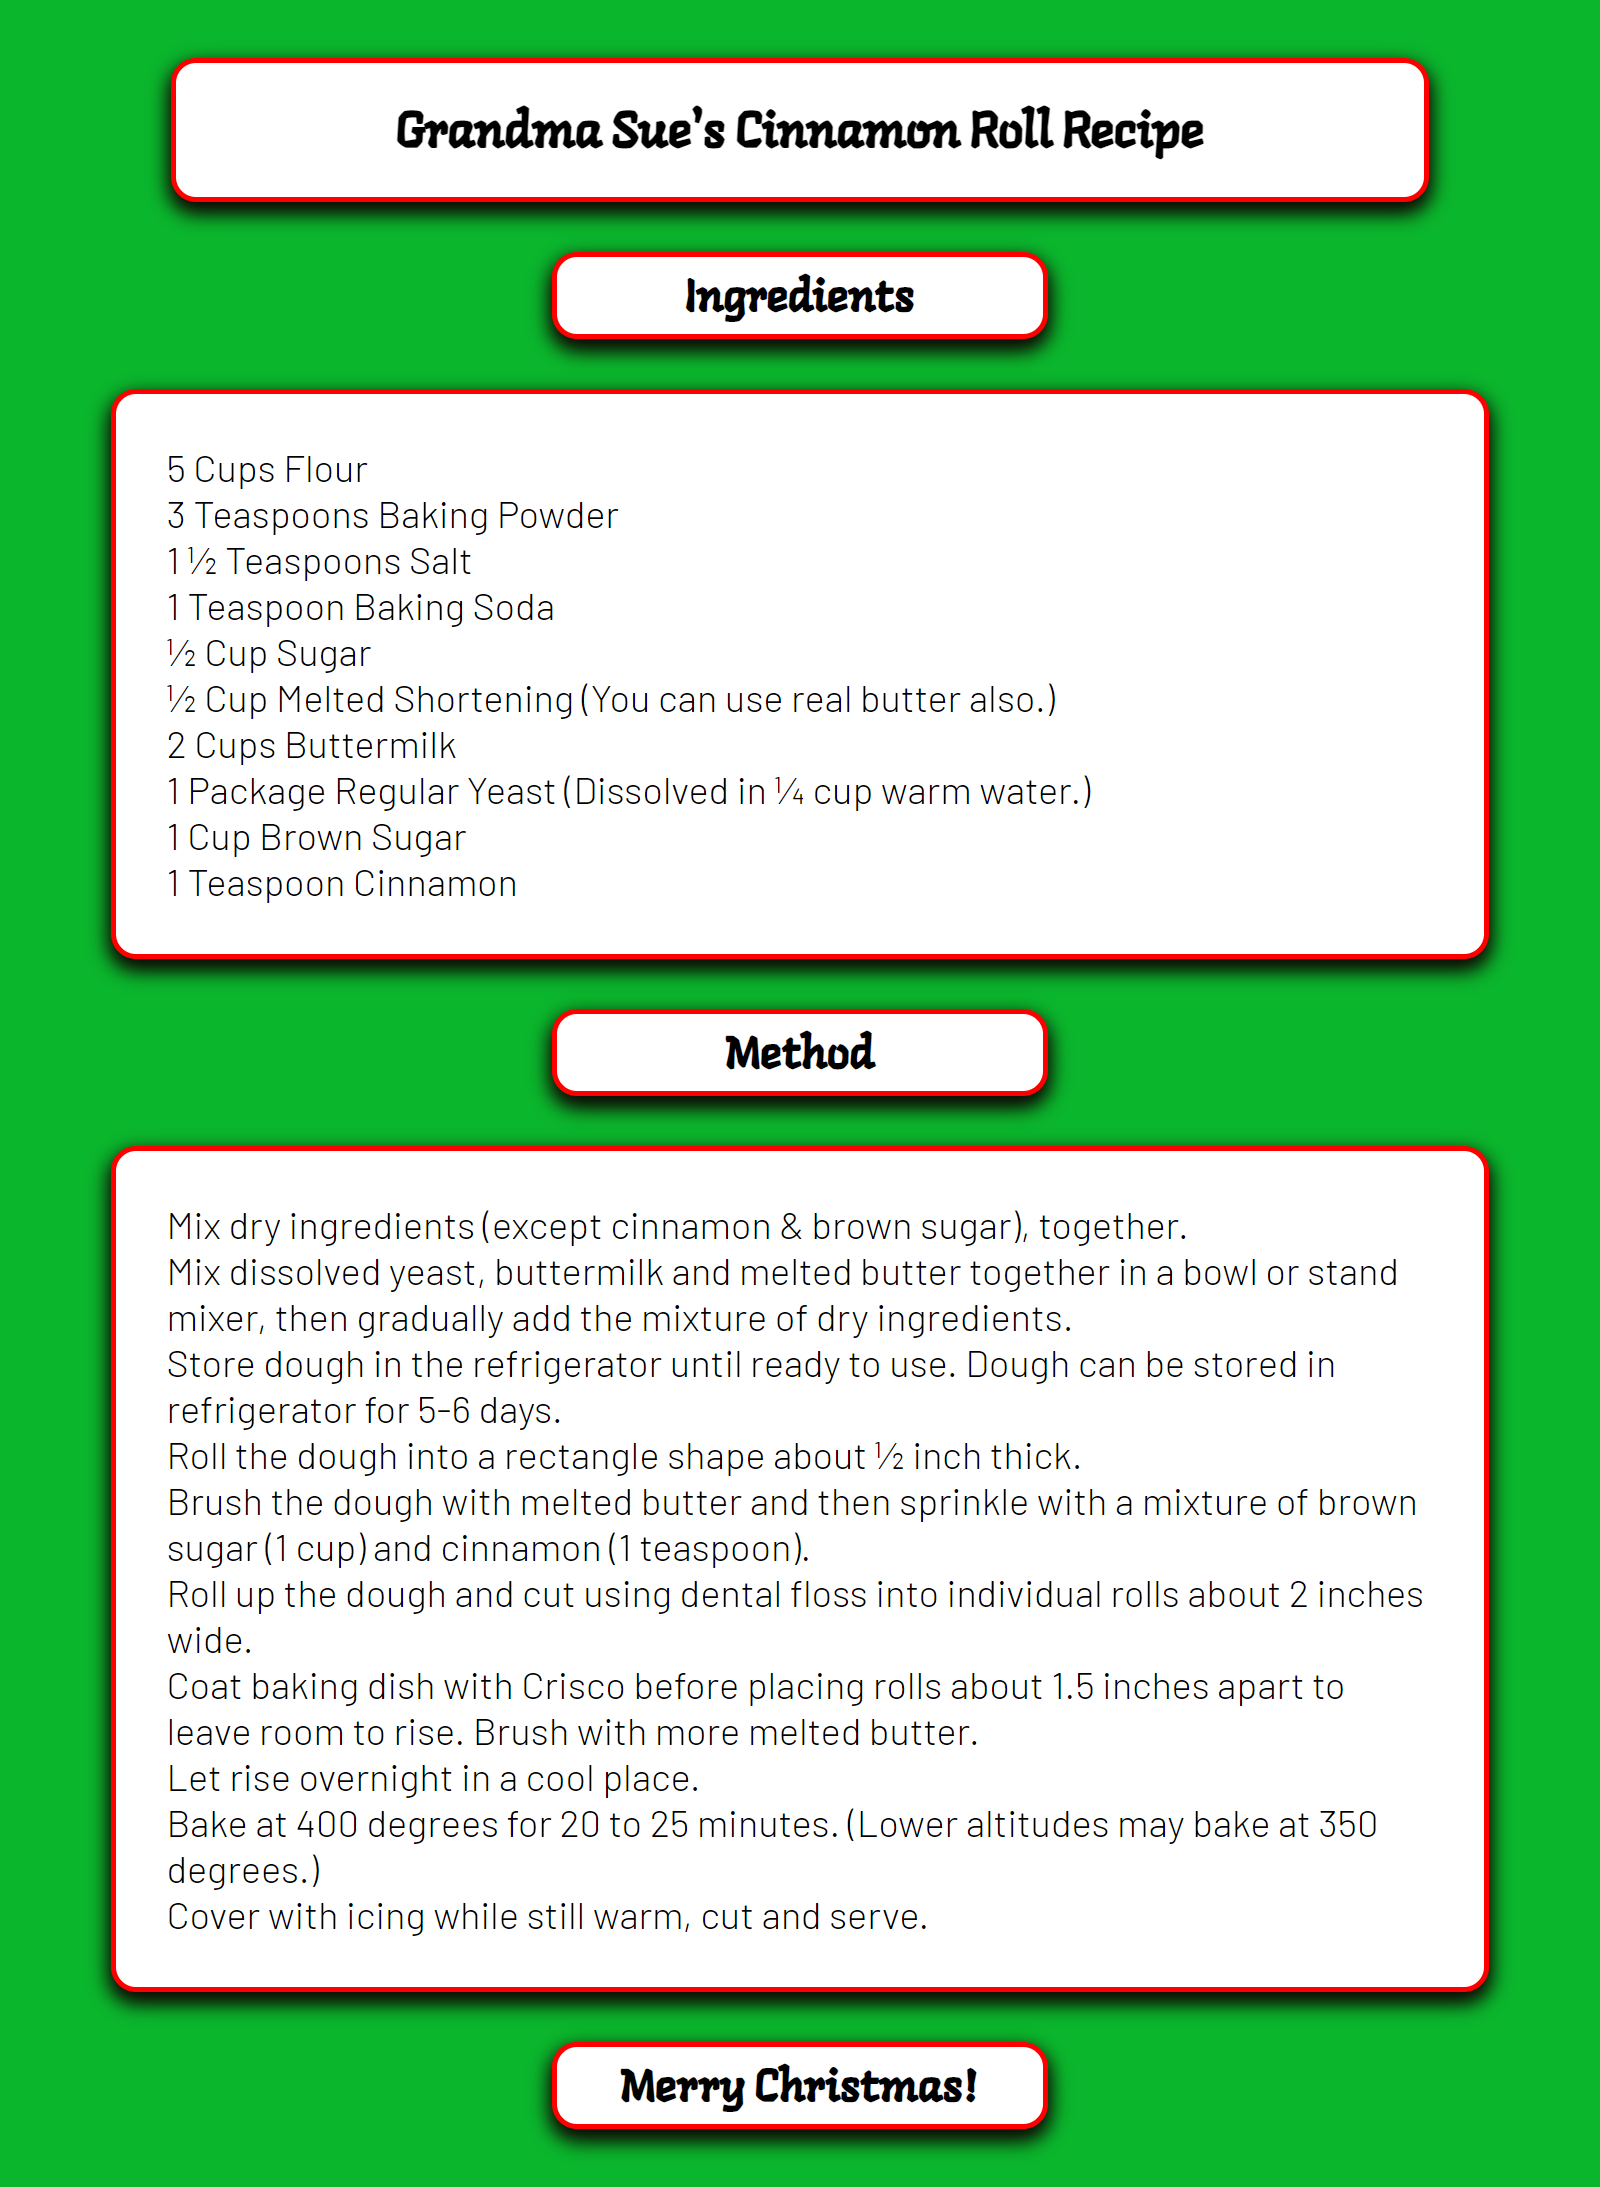 Grandma Sue's Cinnamon Roll Recipe
Ingredients
5 Cups Flour
3 Teaspoons Baking Powder
1 ½ Teaspoons Salt
1 Teaspoon Baking Soda
½ Cup Sugar
½ Cup Melted Shortening (You can use real butter also.)
2 Cups Buttermilk
1 Package Regular Yeast (Dissolved in ¼ cup warm water.)
1 Cup Brown Sugar
1 Teaspoon Cinnamon
Method
Mix dry ingredients (except cinnamon & brown sugar), together.
Mix dissolved yeast, buttermilk and melted butter together in a bowl or stand
mixer, then gradually add the mixture of dry ingredients.
Store dough in the refrigerator until ready to use. Dough can be stored in
refrigerator for 5-6 days.
Roll the dough into a rectangle shape about ½ inch thick.
Brush the dough with melted butter and then sprinkle with a mixture of brown
sugar (1 cup) and cinnamon (1 teaspoon).
Roll up the dough and cut using dental floss into individual rolls about 2 inches
wide.
Coat baking dish with Crisco before placing rolls about 1.5 inches apart to
leave room to rise. Brush with more melted butter.
Let rise overnight in a cool place.
Bake at 400 degrees for 20 to 25 minutes. (Lower altitudes may bake at 350
degrees.)
Cover with icing while still warm, cut and serve.
Merry Christmas!